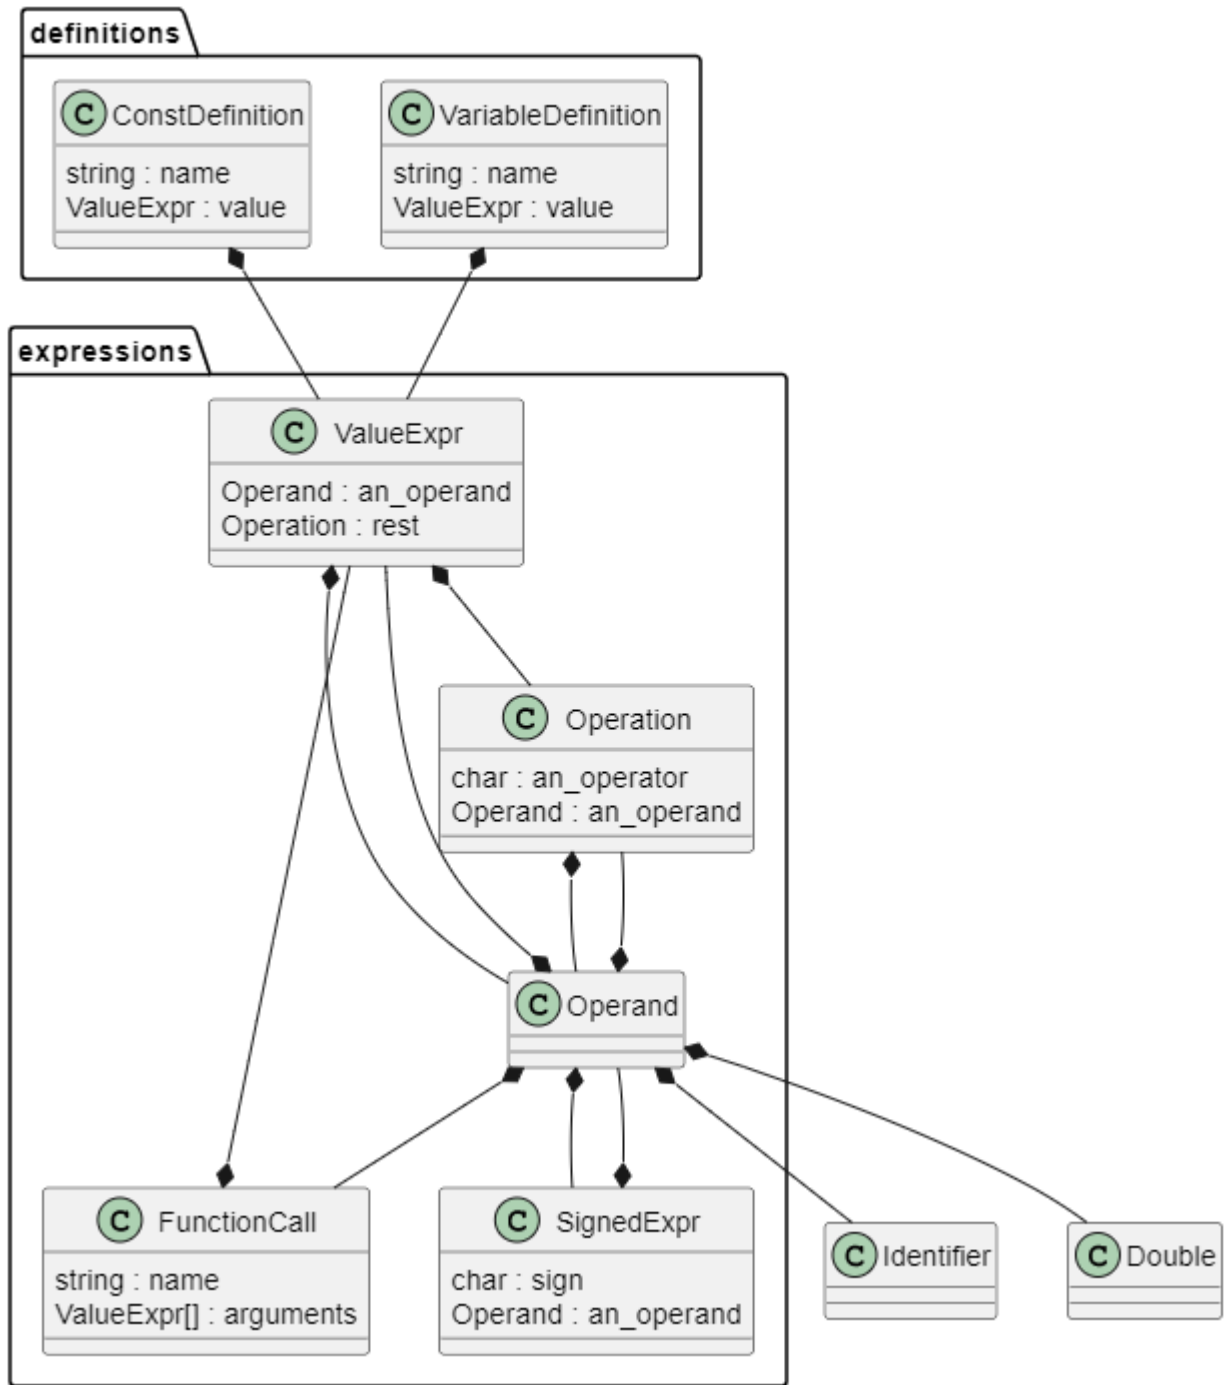 definitions
C ConstDefinition
string : name
ValueExpr : value
C VariableDefinition
string : name
ValueExpr : value
expressions
C ValueExpr
Operand : an_operand
Operation : rest
C Operation
char : an_operator
Operand : an_operand
C Operand
C FunctionCall
string : name
ValueExpr[] : arguments
C SignedExpr
char : sign
Operand : an_operand
C Identifier
C Double